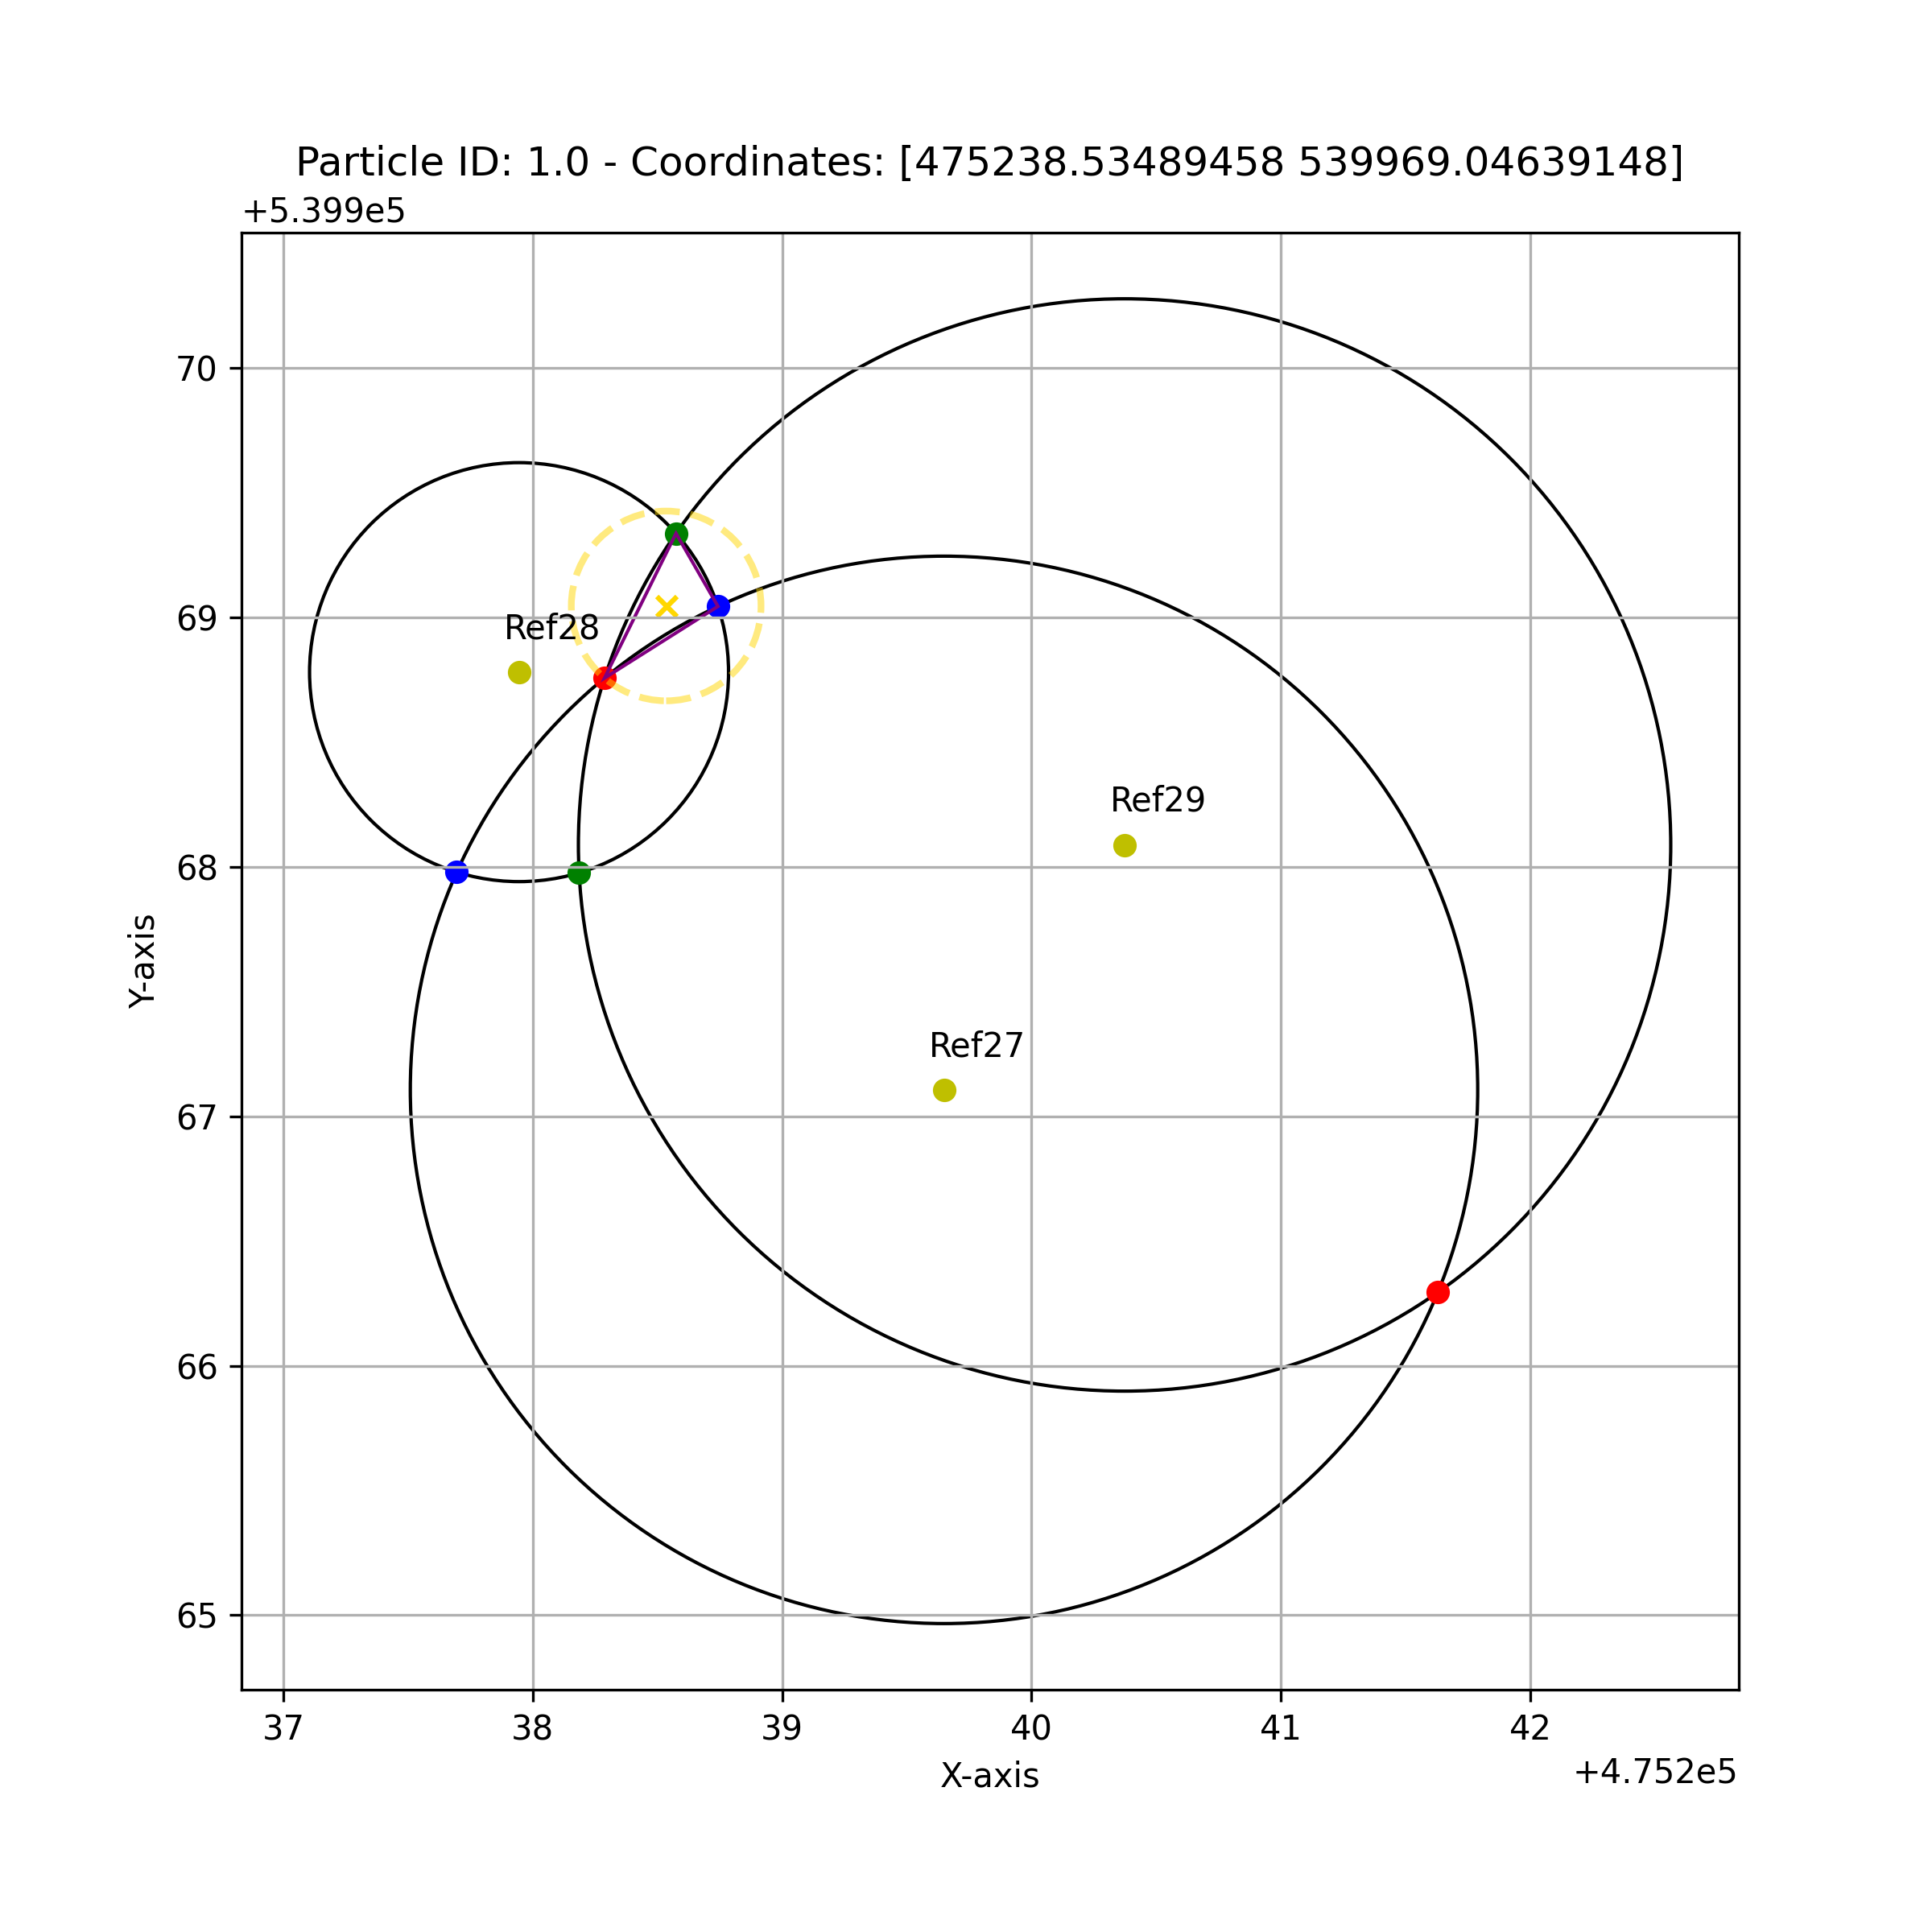 Particle ID: 1.0 - Coordinates: [475238.53489458 539969.04639148]
+5.399e5
70
69
68
67
66
65
Y-axis
Ref28
Ref29
Ref27
37 38 39 40 41 42
X-axis
+4.752e5